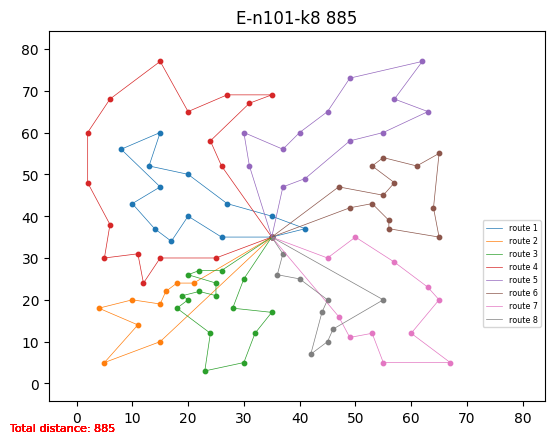 E-n101-k8 885
80
70
60
50
40
30
20
10
0
0 10 20 30 40 50 60 70 80
route 1
route 2
route 3
route 4
route 5
route 6
route 7
route 8
Total distance: 885